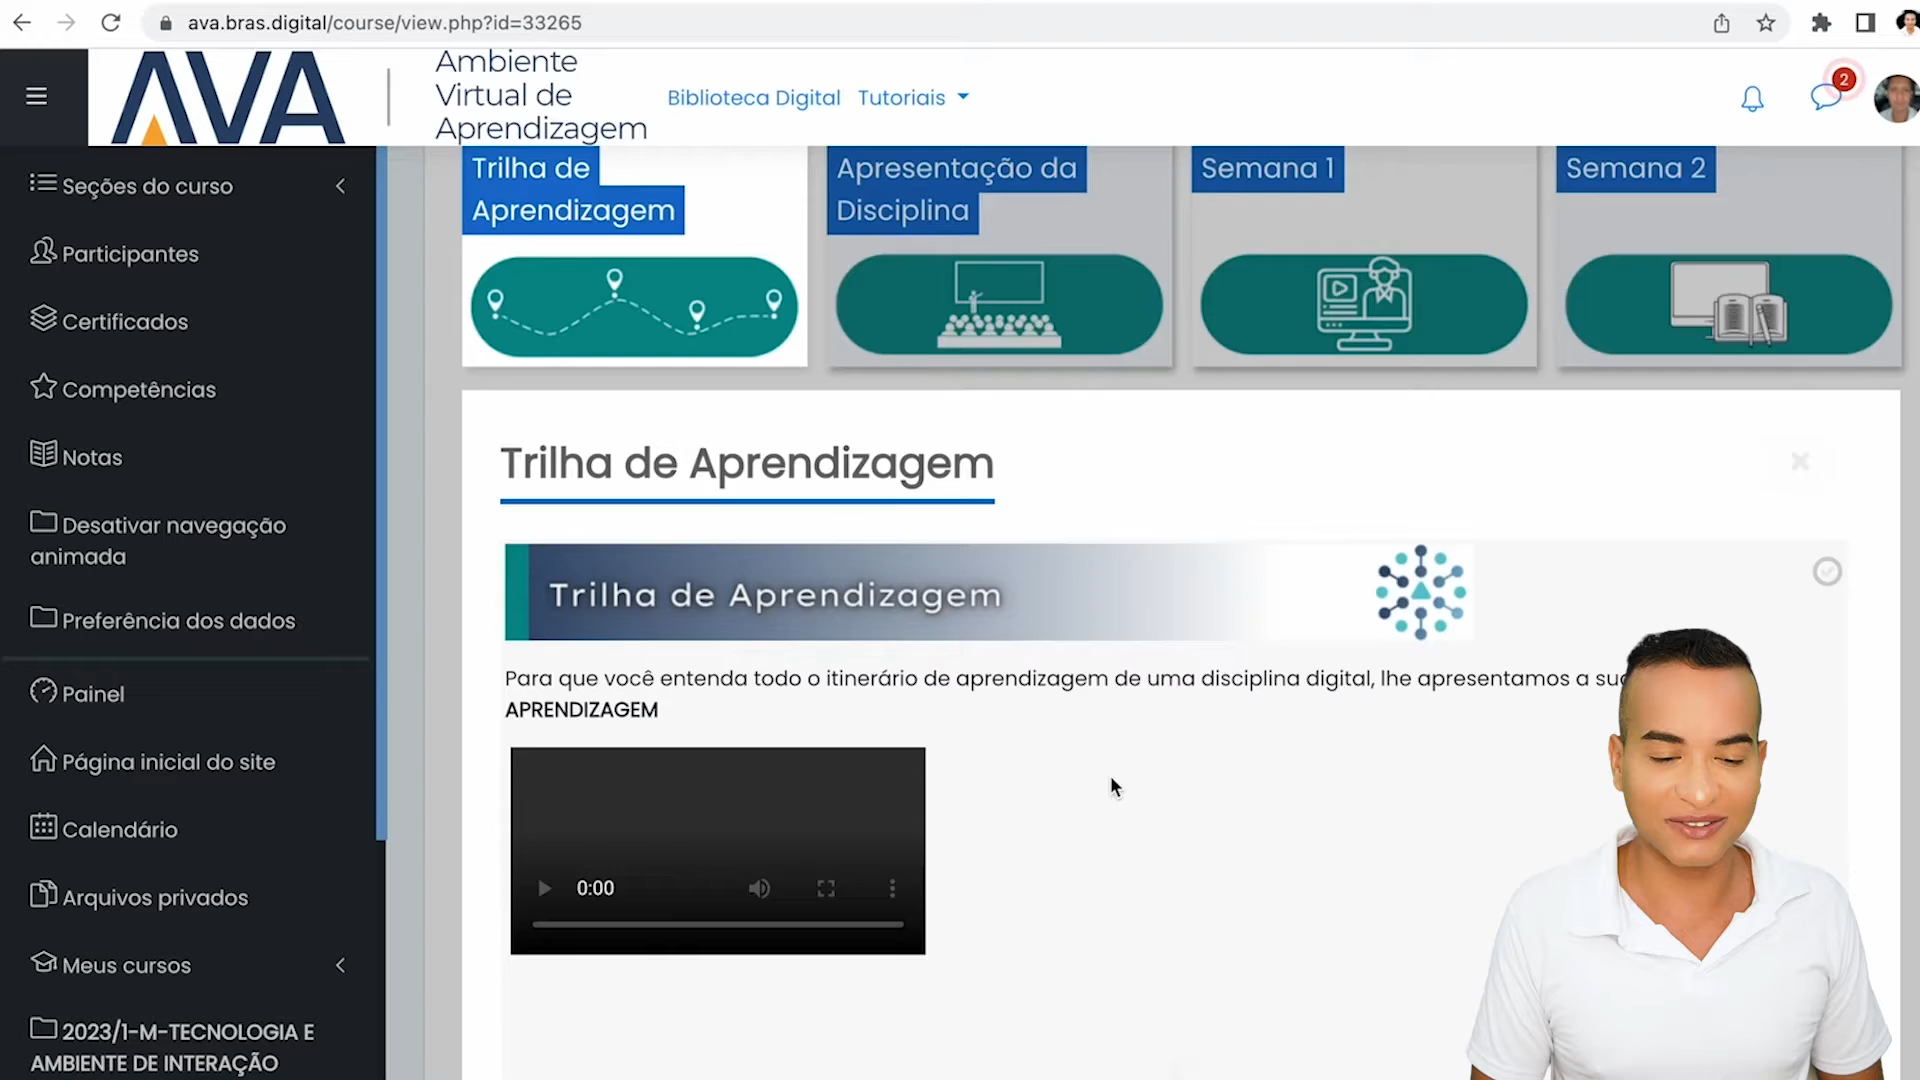 ava.bras.digital/course/view.php?id=33265
AVA
Ambiente
Virtual de
Aprendizagem
Biblioteca Digital
Tutoriais
2
Seções do curso
Participantes
Certificados
Competências
Notas
Desativar navegação
animada
Preferência dos dados
Painel
Página inicial do site
Calendário
Arquivos privados
Meus cursos
2023/1-M-TECNOLOGIA E
AMBIENTE DE INTERAÇÃO
Trilha de
Aprendizagem
Apresentação da
Disciplina
Semana 1
Semana 2
Trilha de Aprendizagem
Trilha de Aprendizagem
Para que você entenda todo o itinerário de aprendizagem de uma disciplina digital, lhe apresentamos a
APRENDIZAGEM
0:00